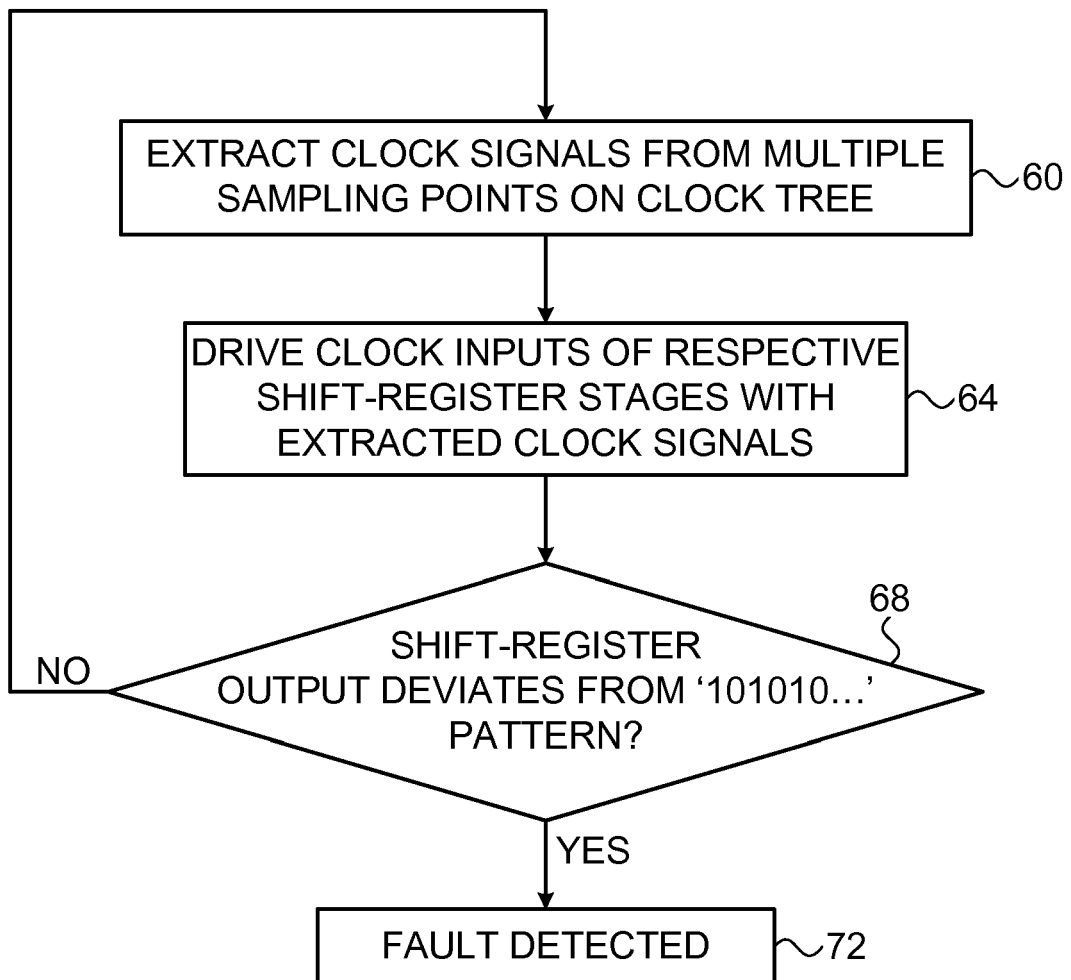 EXTRACT CLOCK SIGNALS FROM MULTIPLE
SAMPLING POINTS ON CLOCK TREE
60
DRIVE CLOCK INPUTS OF RESPECTIVE
SHIFT-REGISTER STAGES WITH
EXTRACTED CLOCK SIGNALS
64
68
SHIFT-REGISTER
OUTPUT DEVIATES FROM ‘101010...’
PATTERN?
NO
YES
FAULT DETECTED
72